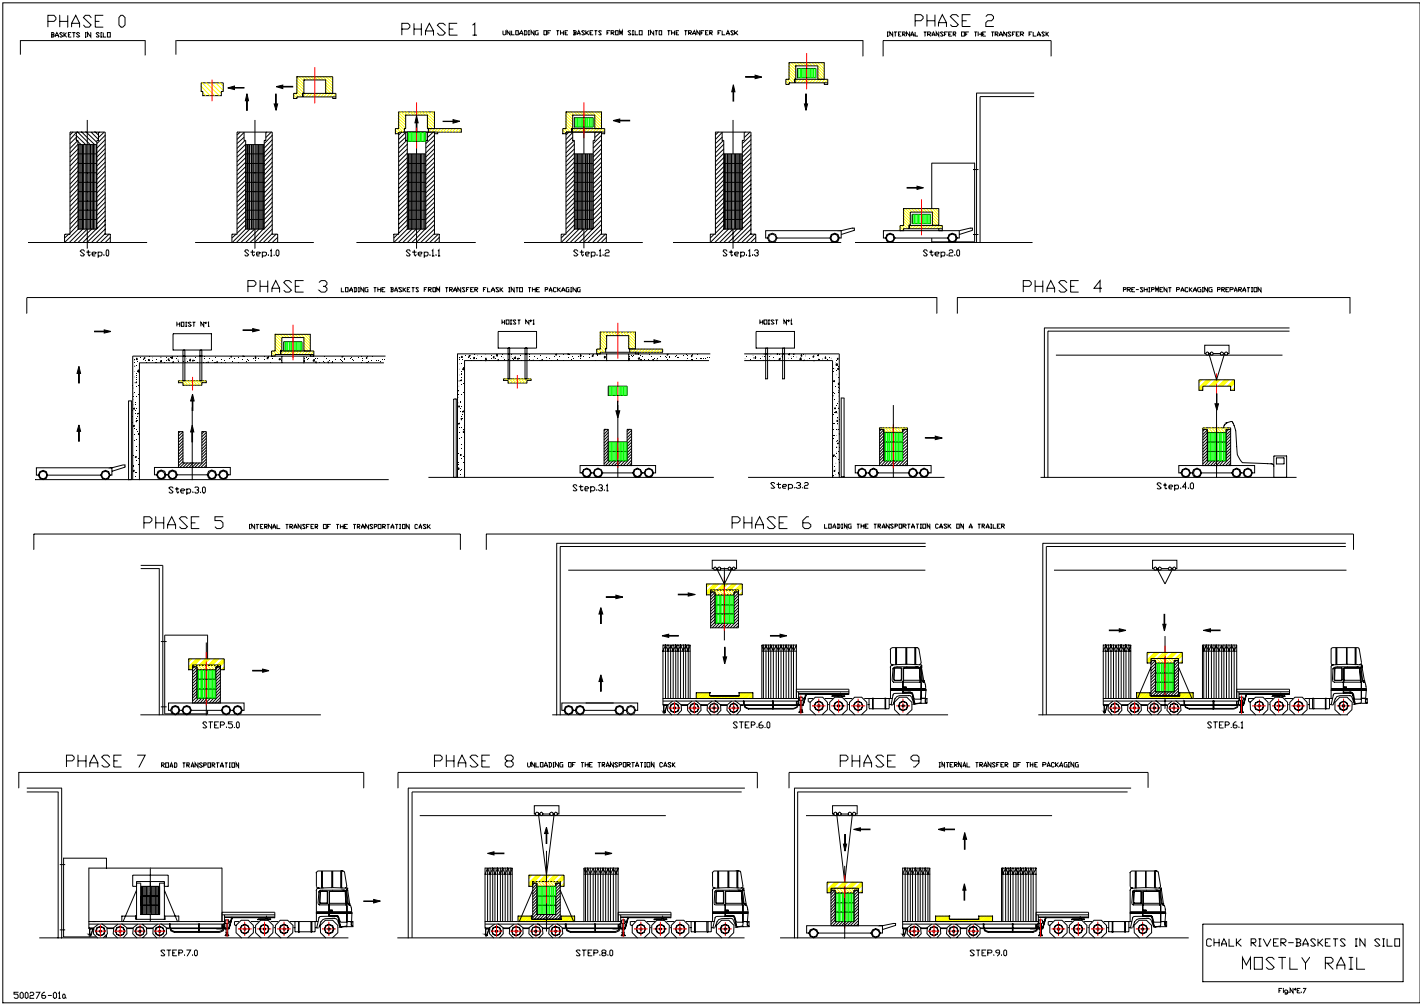 PHASE 0
BASKETS IN SILO
PHASE 1 UNLOADING OF THE BASKETS FROM SILO INTO THE TRANFER FLASK
PHASE 2
INTERNAL TRANSFER OF THE TRANSFER FLASK
Step.0
Step.1.0
Step.1.1
Step.1.2
Step.1.3
Step.2.0
PHASE 3 LOADING THE BASKETS FROM TRANSFER FLASK INTO THE PACKAGING
PHASE 4 PRE-SHIPMENT PACKAGING PREPARATION
HOIST N°1
HOIST N°1
HOIST N°1
Step.3.0
Step.3.1
Step.3.2
Step.4.0
PHASE 5 INTERNAL TRANSFER OF THE TRANSPORTATION CASK
PHASE 6 LOADING THE TRANSPORTATION CASK ON A TRAILER
STEP.5.0
STEP.6.0
STEP.6.1
PHASE 7 ROAD TRANSPORTATION
PHASE 8 UNLOADING OF THE TRANSPORTATION CASK
PHASE 9 INTERNAL TRANSFER OF THE PACKAGING
STEP.7.0
STEP.8.0
STEP.9.0
CHALK RIVER-BASKETS IN SILO
MOSTLY RAIL
Fig.N°E.7
500276-01a